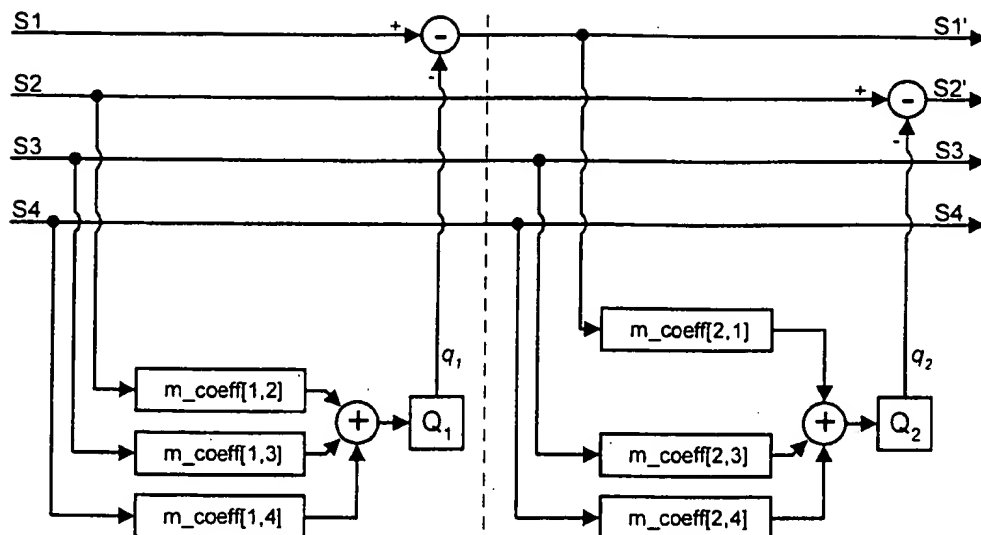 S1 + - S1'
-
S2 + - S2'
-
S3 S3
S4 S4
m_coeff[2,1]
q1 q2
m_coeff[1,2]
+ Q1 + Q2
m_coeff[1,3] m_coeff[2,3]
m_coeff[1,4] m_coeff[2,4]